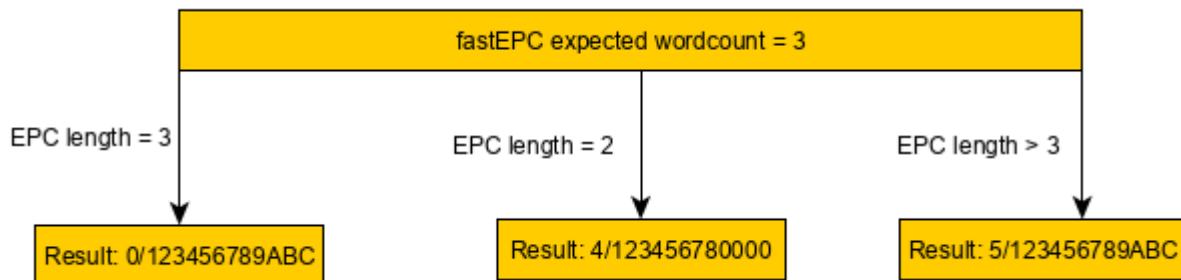 fastEPC expected wordcount = 3
EPC length = 3
EPC length = 2
EPC length > 3
Result: 0/123456789ABC
Result: 4/123456780000
Result: 5/123456789ABC